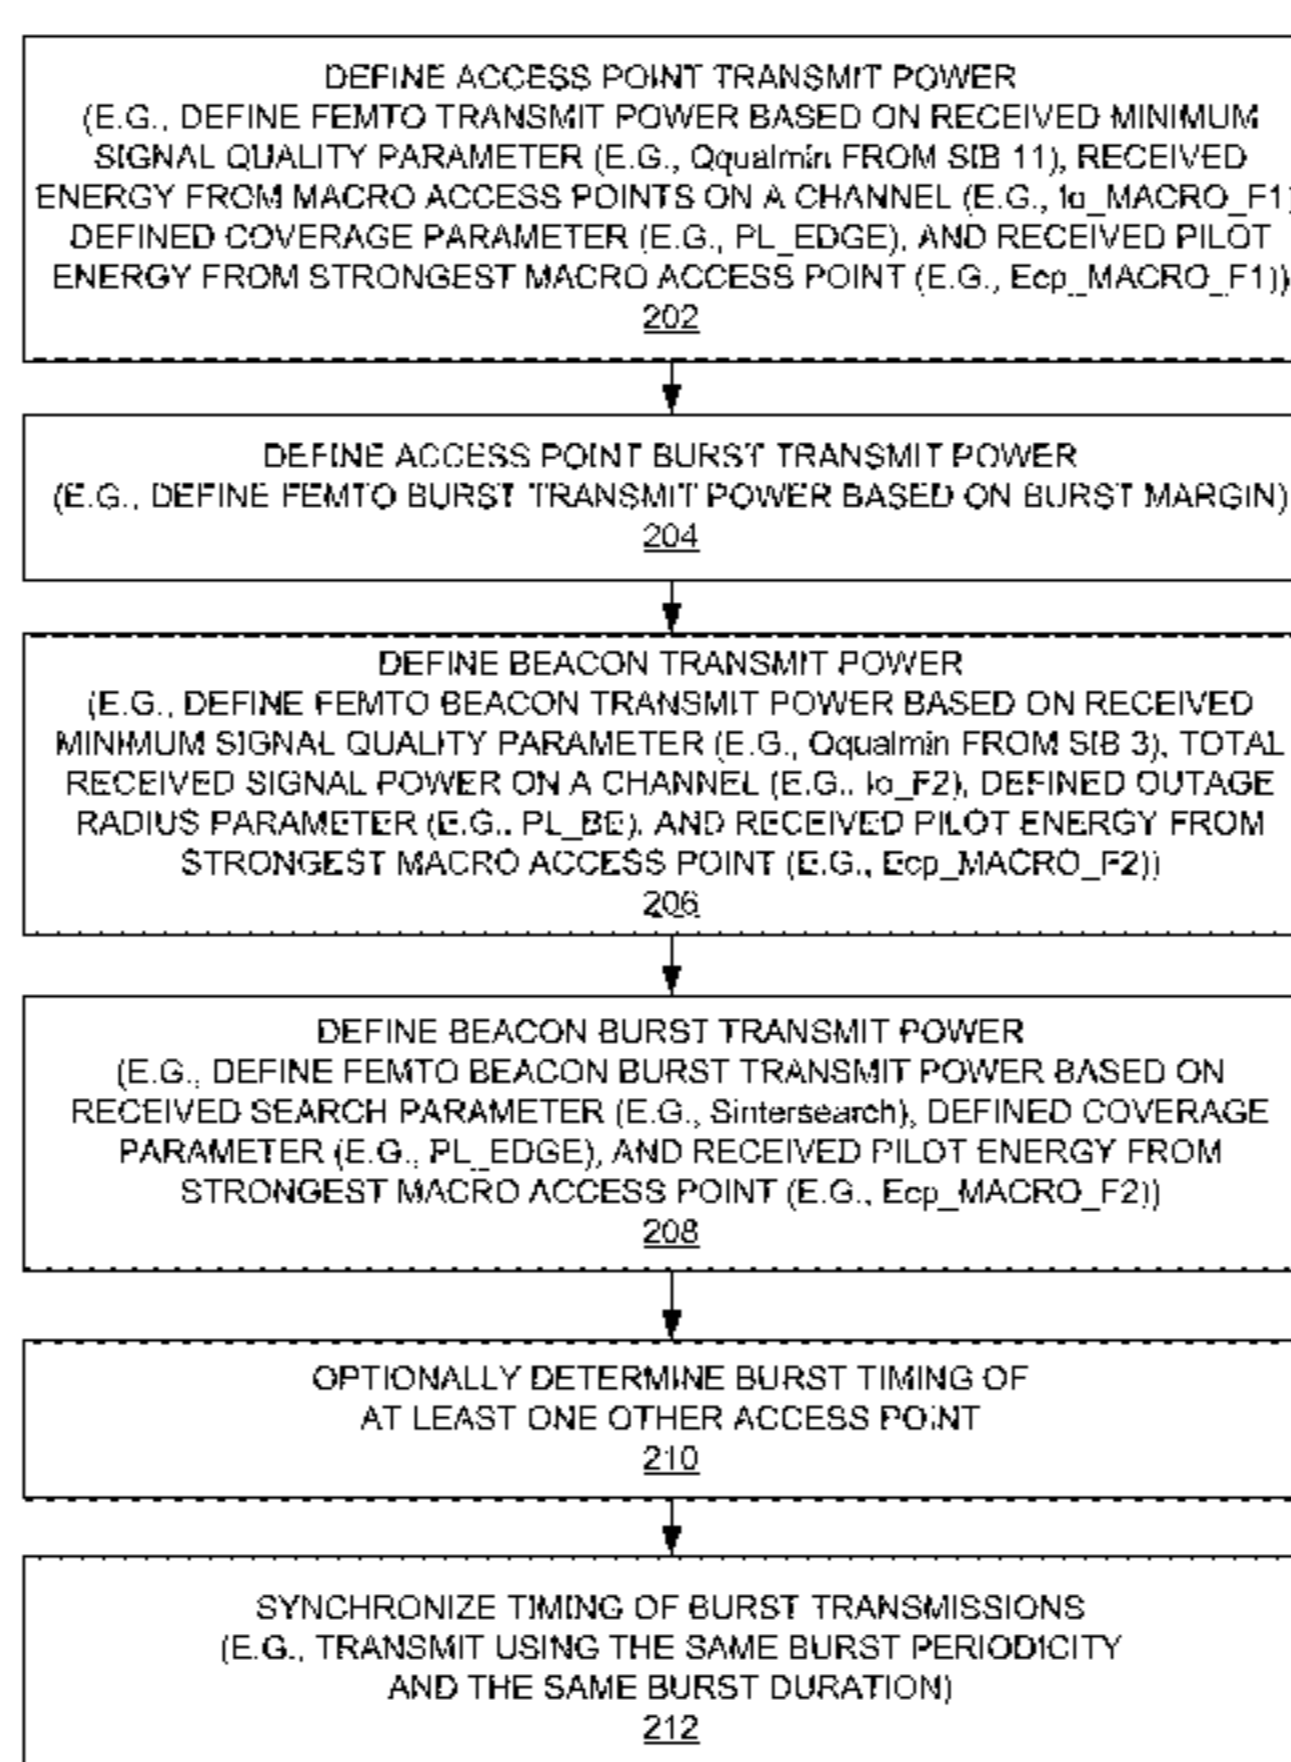 DEFINE ACCESS POINT TRANSMIT POWER
(E.G., DEFINE FEMTO TRANSMIT POWER BASED ON RECEIVED MINIMUM
SIGNAL QUALITY PARAMETER (E.G., Qqualmin FROM SIB 11), RECEIVED
ENERGY FROM MACRO ACCESS POINTS ON A CHANNEL (E.G., Io_MACRO_F1)
DEFINED COVERAGE PARAMETER (E.G., PL_EDGE), AND RECEIVED PILOT
ENERGY FROM STRONGEST MACRO ACCESS POINT (E.G., Ecp_MACRO_F1))
202
DEFINE ACCESS POINT BURST TRANSMIT POWER
(E.G., DEFINE FEMTO BURST TRANSMIT POWER BASED ON BURST MARGIN)
204
DEFINE BEACON TRANSMIT POWER
(E.G., DEFINE FEMTO BEACON TRANSMIT POWER BASED ON RECEIVED
MINIMUM SIGNAL QUALITY PARAMETER (E.G., Qqualmin FROM SIB 3), TOTAL
RECEIVED SIGNAL POWER ON A CHANNEL (E.G., Io_F2), DEFINED OUTAGE
RADIUS PARAMETER (E.G., PL_BE), AND RECEIVED PILOT ENERGY FROM
STRONGEST MACRO ACCESS POINT (E.G., Ecp_MACRO_F2))
206
DEFINE BEACON BURST TRANSMIT POWER
(E.G., DEFINE FEMTO BEACON BURST TRANSMIT POWER BASED ON
RECEIVED SEARCH PARAMETER (E.G., Sintersearch), DEFINED COVERAGE
PARAMETER (E.G., PL_EDGE), AND RECEIVED PILOT ENERGY FROM
STRONGEST MACRO ACCESS POINT (E.G., Ecp_MACRO_F2))
208
OPTIONALLY DETERMINE BURST TIMING OF
AT LEAST ONE OTHER ACCESS POINT
210
SYNCHRONIZE TIMING OF BURST TRANSMISSIONS
(E.G., TRANSMIT USING THE SAME BURST PERIODICITY
AND THE SAME BURST DURATION)
212